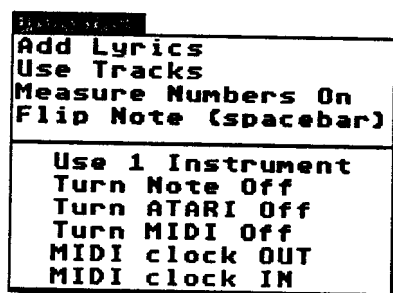 Add Lyrics
Use Tracks
Measure Numbers On
Flip Note (spacebar)
Use 1 Instrument
Turn Note Off
Turn ATARI Off
Turn MIDI Off
MIDI clock OUT
MIDI clock IN